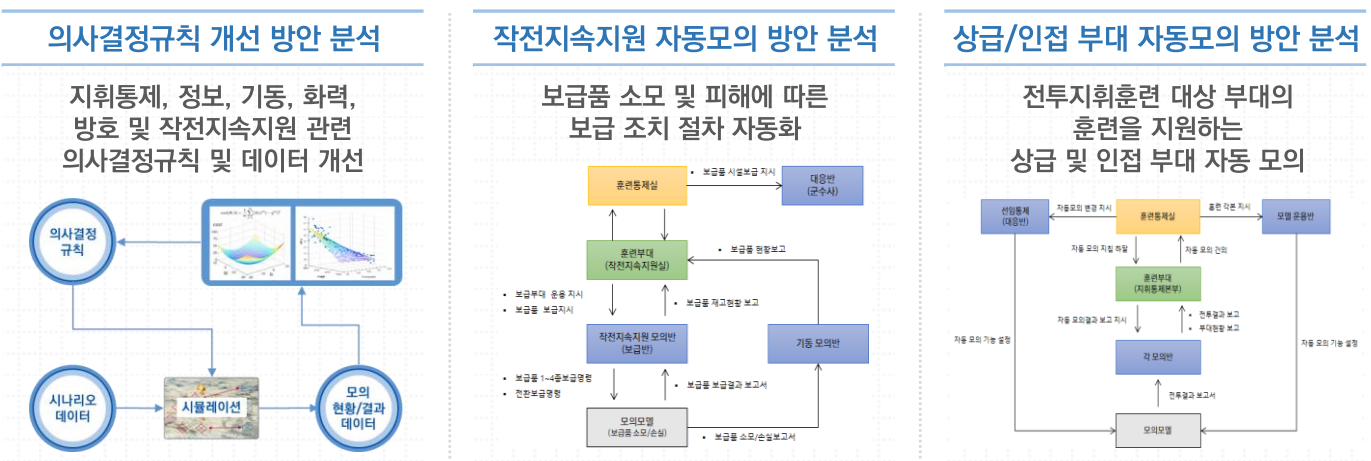 의사결정규칙 개선 방안 분석
지휘통제, 정보, 기동, 화력,
방호 및 작전지속지원 관련
의사결정규칙 및 데이터 개선
의사결정
규칙
시나리오
데이터
시뮬레이션
모의
현황/결과
데이터
작전지속지원 자동모의 방안 분석
보급품 소모 및 피해에 따른
보급 조치 절차 자동화
훈련통제실
▪ 보급품 시설보급 지시
대응반
(군수사)
훈련부대
(작전지속지원실)
▪ 보급품 현황보고
▪ 보급부대 운용 지시
▪ 보급품 보급지시
▪ 보급품 재고현황 보고
작전지속지원 모의반
(보급반)
기동 모의반
▪ 보급품 1~4종보급명령
▪ 전환보급명령
▪ 보급품 보급결과 보고서
모의모델
(보급품 소모/손실)
▪ 보급품 소모/손실보고서
상급/인접 부대 자동모의 방안 분석
전투지휘훈련 대상 부대의
훈련을 지원하는
상급 및 인접 부대 자동 모의
선임통제
(대응반)
자동모의 변경 지시
훈련통제실
훈련 각본 지시
모델 운용반
자동 모의 지침 하달
자동 모의 건의
훈련부대
(지휘통제본부)
자동 모의결과 보고 지시
▪ 전투결과 보고
▪ 부대현황 보고
자동 모의 기능 설정
각 모의반
자동 모의 기능 설정
▪ 전투결과 보고서
모의모델